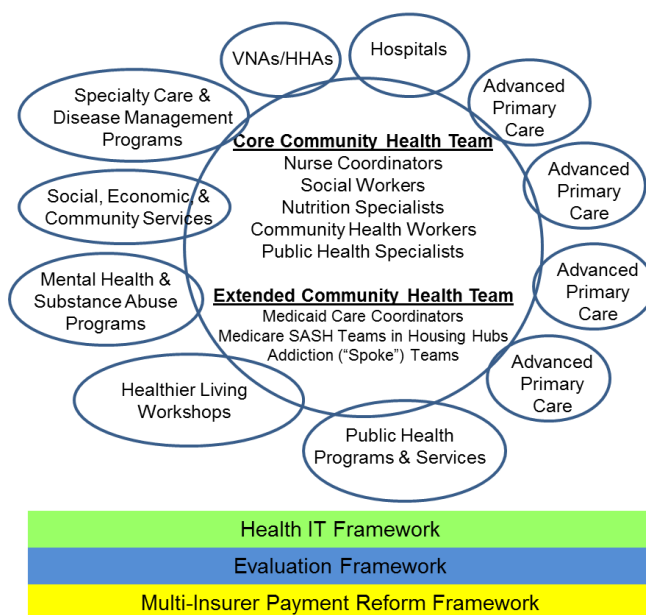 VNAs/HHAs
Hospitals
Specialty Care &
Disease Management
Programs
Advanced
Primary
Care
Core Community Health Team
Nurse Coordinators
Social Workers
Nutrition Specialists
Community Health Workers
Public Health Specialists
Advanced
Primary
Care
Social, Economic, &
Community Services
Mental Health &
Substance Abuse
Programs
Advanced
Primary
Care
Extended Community Health Team
Medicaid Care Coordinators
Medicare SASH Teams in Housing Hubs
Addiction (“Spoke”) Teams
Advanced
Primary
Care
Healthier Living
Workshops
Public Health
Programs & Services
Health IT Framework
Evaluation Framework
Multi-Insurer Payment Reform Framework